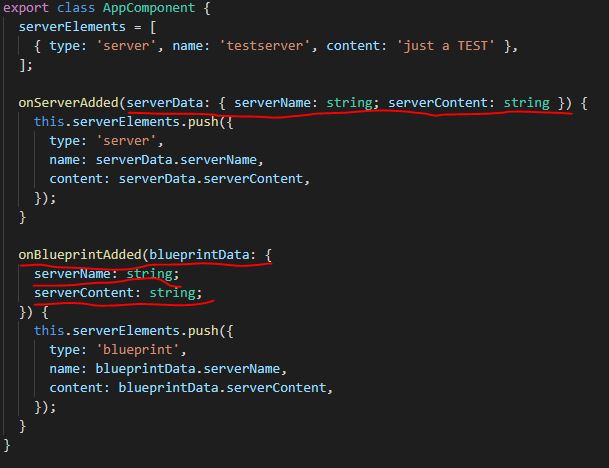 export class AppComponent {
  serverElements = [
    { type: 'server', name: 'testserver', content: 'just a TEST' },
  ];

  onServerAdded(serverData: { serverName: string; serverContent: string }) {
    this.serverElements.push({
      type: 'server',
      name: serverData.serverName,
      content: serverData.serverContent,
    });
  }

  onBlueprintAdded(blueprintData: {
    serverName: string;
    serverContent: string;
  }) {
    this.serverElements.push({
      type: 'blueprint',
      name: blueprintData.serverName,
      content: blueprintData.serverContent,
    });
  }
}